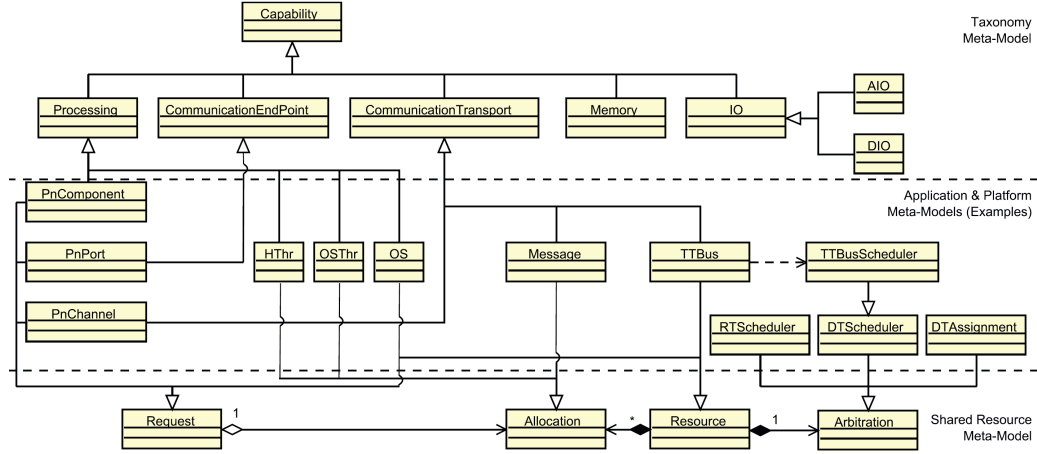 Capability
Taxonomy
Meta-Model
Processing
CommunicationEndPoint
CommunicationTransport
Memory
IO
AIO
DIO
PnComponent
Application & Platform
Meta-Models (Examples)
PnPort
HThr
OSThr
OS
Message
TTBus
TTBusScheduler
PnChannel
RTScheduler
DTScheduler
DTAssignment
Request
1
Allocation
*
Resource
1
Arbitration
Shared Resource
Meta-Model